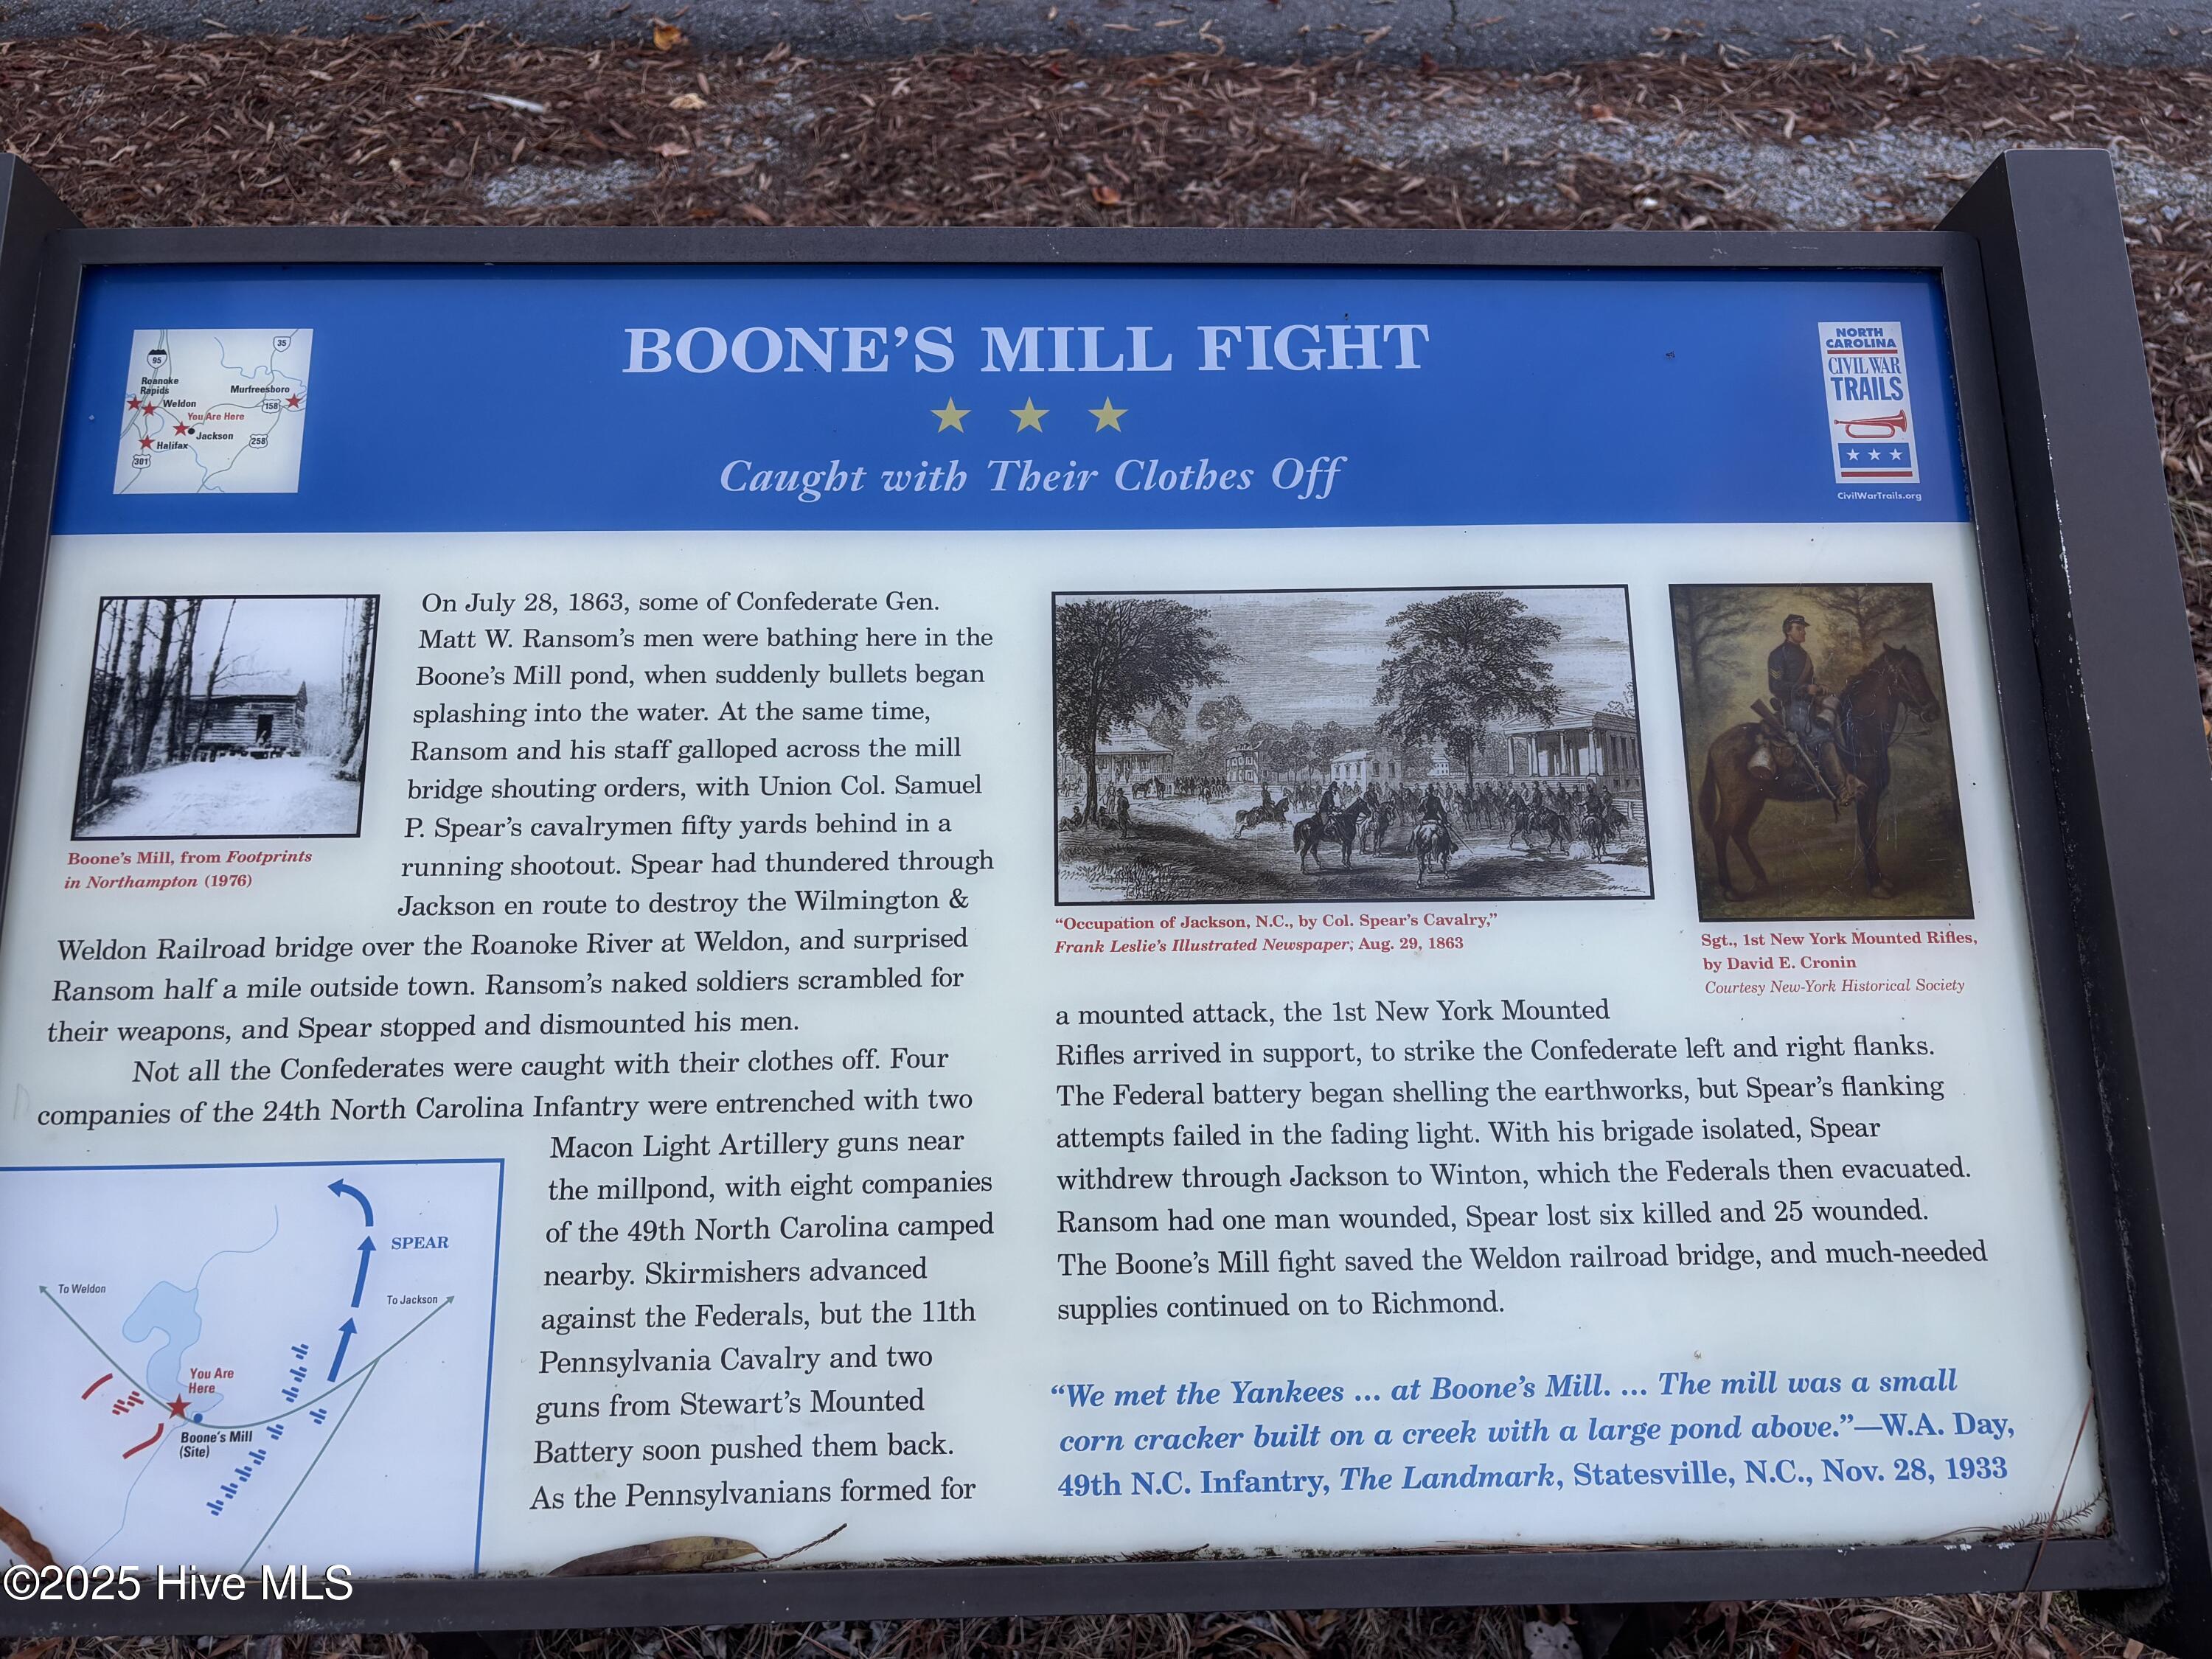 BOONE'S MILL FIGHT
Caught with Their Clothes Off
95
35
Roanoke
Rapids
Weldon
Murfreesboro
158
You Are Here
Jackson
Halifax
258
301
NORTH
CAROLINA
CIVIL WAR
TRAILS
CivilWarTrails.org
On July 28, 1863, some of Confederate Gen.
Matt W. Ransom's men were bathing here in the
Boone's Mill pond, when suddenly bullets began
splashing into the water. At the same time,
Ransom and his staff galloped across the mill
bridge shouting orders, with Union Col. Samuel
P. Spear's cavalrymen fifty yards behind in a
running shootout. Spear had thundered through
Jackson en route to destroy the Wilmington &
Weldon Railroad bridge over the Roanoke River at Weldon, and surprised
Ransom half a mile outside town. Ransom's naked soldiers scrambled for
their weapons, and Spear stopped and dismounted his men.
Not all the Confederates were caught with their clothes off. Four
companies of the 24th North Carolina Infantry were entrenched with two
Macon Light Artillery guns near
the millpond, with eight companies
of the 49th North Carolina camped
nearby. Skirmishers advanced
against the Federals, but the 11th
Pennsylvania Cavalry and two
guns from Stewart's Mounted
Battery soon pushed them back.
As the Pennsylvanians formed for
Boone's Mill, from Footprints
in Northampton (1976)
SPEAR
To Weldon
To Jackson
You Are
Here
Boone's Mill
(Site)
"Occupation of Jackson, N.C., by Col. Spear's Cavalry,"
Frank Leslie's Illustrated Newspaper, Aug. 29, 1863
Sgt., 1st New York Mounted Rifles,
by David E. Cronin
Courtesy New-York Historical Society
a mounted attack, the 1st New York Mounted
Rifles arrived in support, to strike the Confederate left and right flanks.
The Federal battery began shelling the earthworks, but Spear's flanking
attempts failed in the fading light. With his brigade isolated, Spear
withdrew through Jackson to Winton, which the Federals then evacuated.
Ransom had one man wounded, Spear lost six killed and 25 wounded.
The Boone's Mill fight saved the Weldon railroad bridge, and much-needed
supplies continued on to Richmond.
"We met the Yankees ... at Boone's Mill. ... The mill was a small
corn cracker built on a creek with a large pond above."—W.A. Day,
49th N.C. Infantry, The Landmark, Statesville, N.C., Nov. 28, 1933
©2025 Hive MLS